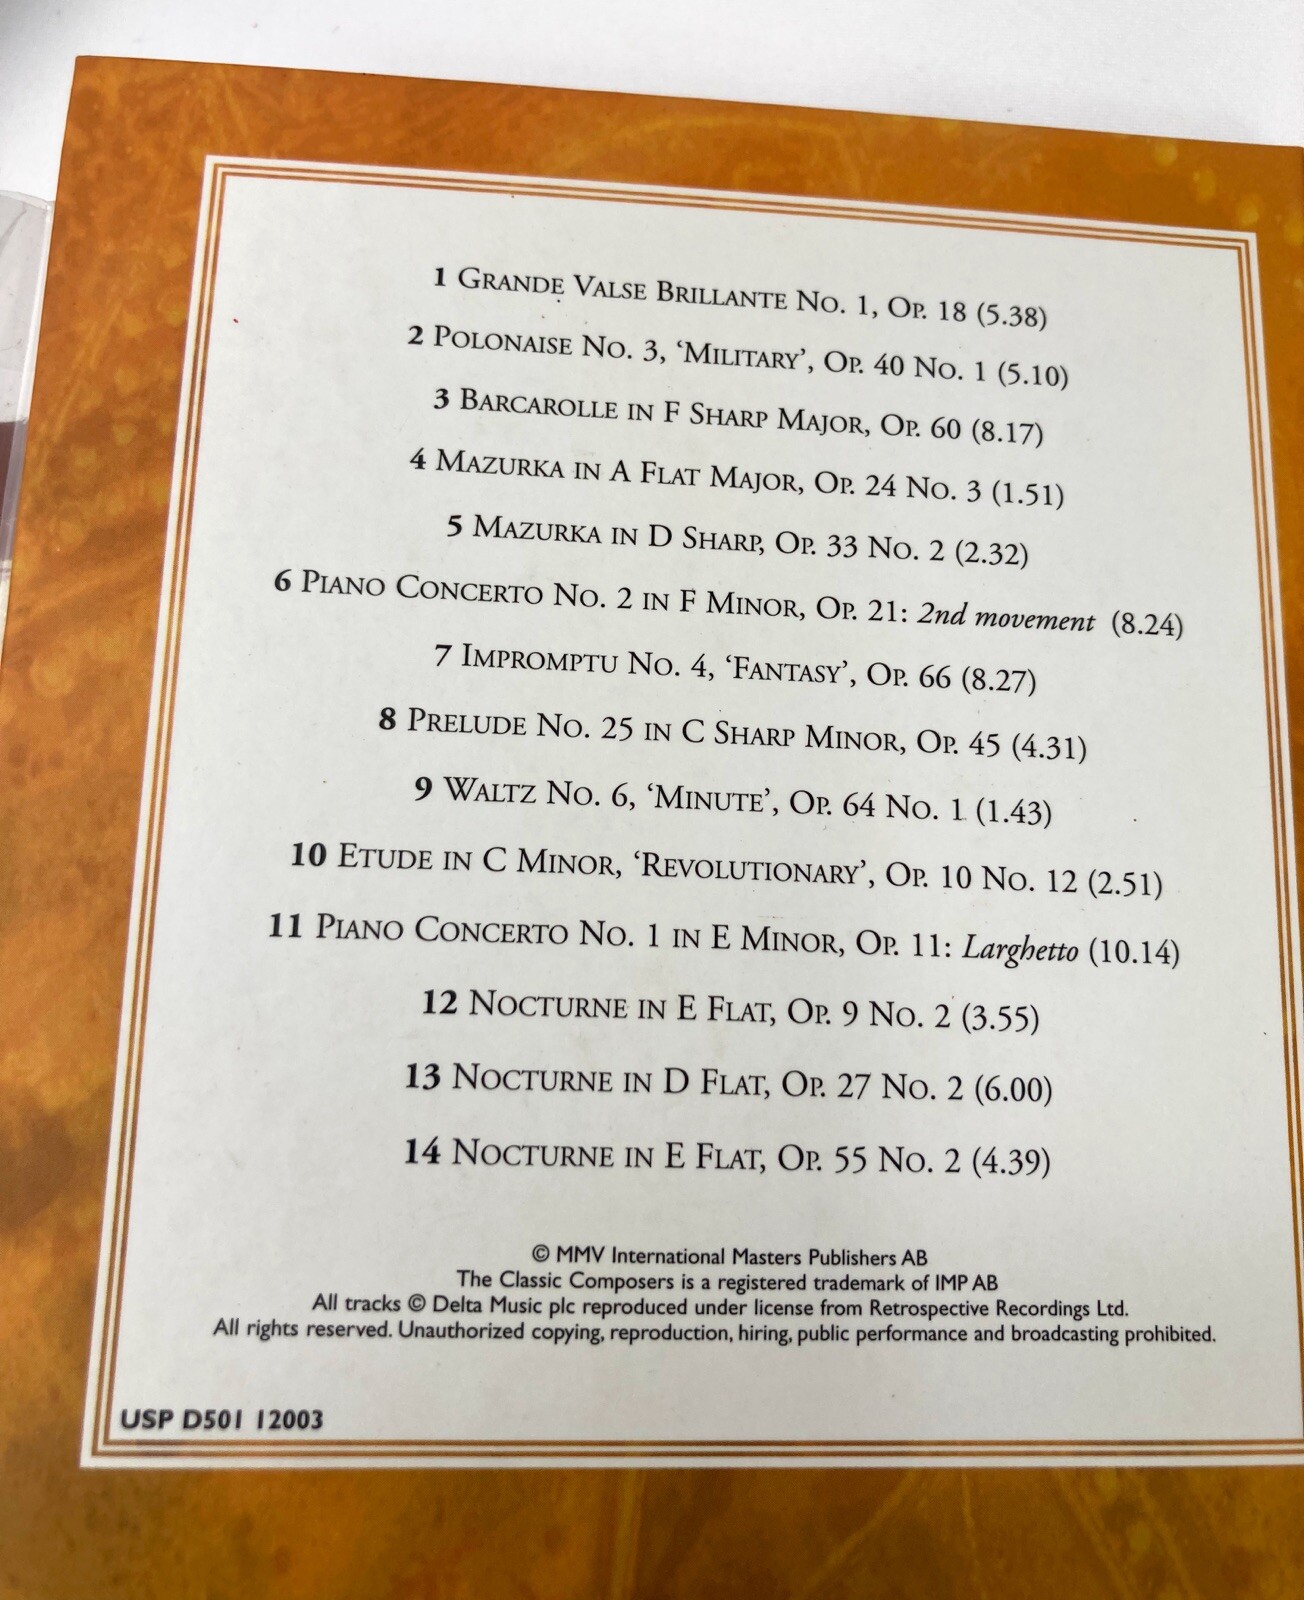 1 Grande Valse Brillante No. 1, Op. 18 (5.38)
2 Polonaise No. 3, ‘Military’, Op. 40 No. 1 (5.10)
3 Barcarolle in F Sharp Major, Op. 60 (8.17)
4 Mazurka in A Flat Major, Op. 24 No. 3 (1.51)
5 Mazurka in D Sharp, Op. 33 No. 2 (2.32)
6 Piano Concerto No. 2 in F Minor, Op. 21: 2nd movement (8.24)
7 Impromptu No. 4, ‘Fantasy’, Op. 66 (8.27)
8 Prelude No. 25 in C Sharp Minor, Op. 45 (4.31)
9 Waltz No. 6, ‘Minute’, Op. 64 No. 1 (1.43)
10 Etude in C Minor, ‘Revolutionary’, Op. 10 No. 12 (2.51)
11 Piano Concerto No. 1 in E Minor, Op. 11: Larghetto (10.14)
12 Nocturne in E Flat, Op. 9 No. 2 (3.55)
13 Nocturne in D Flat, Op. 27 No. 2 (6.00)
14 Nocturne in E Flat, Op. 55 No. 2 (4.39)
© MMV International Masters Publishers AB
The Classic Composers is a registered trademark of IMP AB
All tracks © Delta Music plc reproduced under license from Retrospective Recordings Ltd.
All rights reserved. Unauthorized copying, reproduction, hiring, public performance and broadcasting prohibited.
USP D501 12003